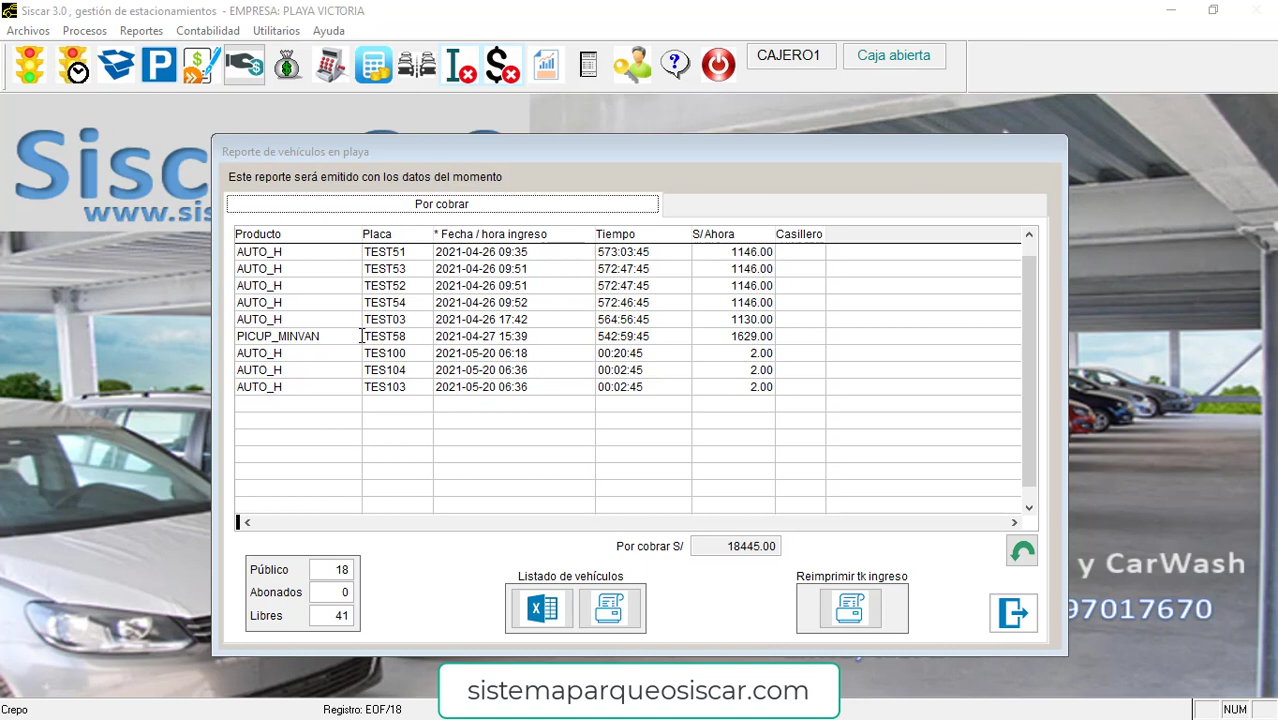 Siscar 3.0 , gestión de estacionamientos - EMPRESA: PLAYA VICTORIA
Archivos Procesos Reportes Contabilidad Utilitarios Ayuda
CAJERO1 Caja abierta
Sisc
www.sis
Reporte de vehículos en playa
Este reporte será emitido con los datos del momento
Por cobrar
Producto Placa * Fecha / hora ingreso Tiempo S/Ahora Casillero
AUTO_H TEST51 2021-04-26 09:35 573:03:45 1146.00
AUTO_H TEST53 2021-04-26 09:51 572:47:45 1146.00
AUTO_H TEST52 2021-04-26 09:51 572:47:45 1146.00
AUTO_H TEST54 2021-04-26 09:52 572:46:45 1146.00
AUTO_H TEST03 2021-04-26 17:42 564:56:45 1130.00
PICUP_MINVAN TEST58 2021-04-27 15:39 542:59:45 1629.00
AUTO_H TES100 2021-05-20 06:18 00:20:45 2.00
AUTO_H TES104 2021-05-20 06:36 00:02:45 2.00
AUTO_H TES103 2021-05-20 06:36 00:02:45 2.00
Por cobrar S/ 18445.00
Público 18
Abonados 0
Libres 41
Listado de vehículos
Reimprimir tk ingreso
y CarWash
97017670
sistemaparqueosiscar.com
Crepo Registro: EOF/18 NUM